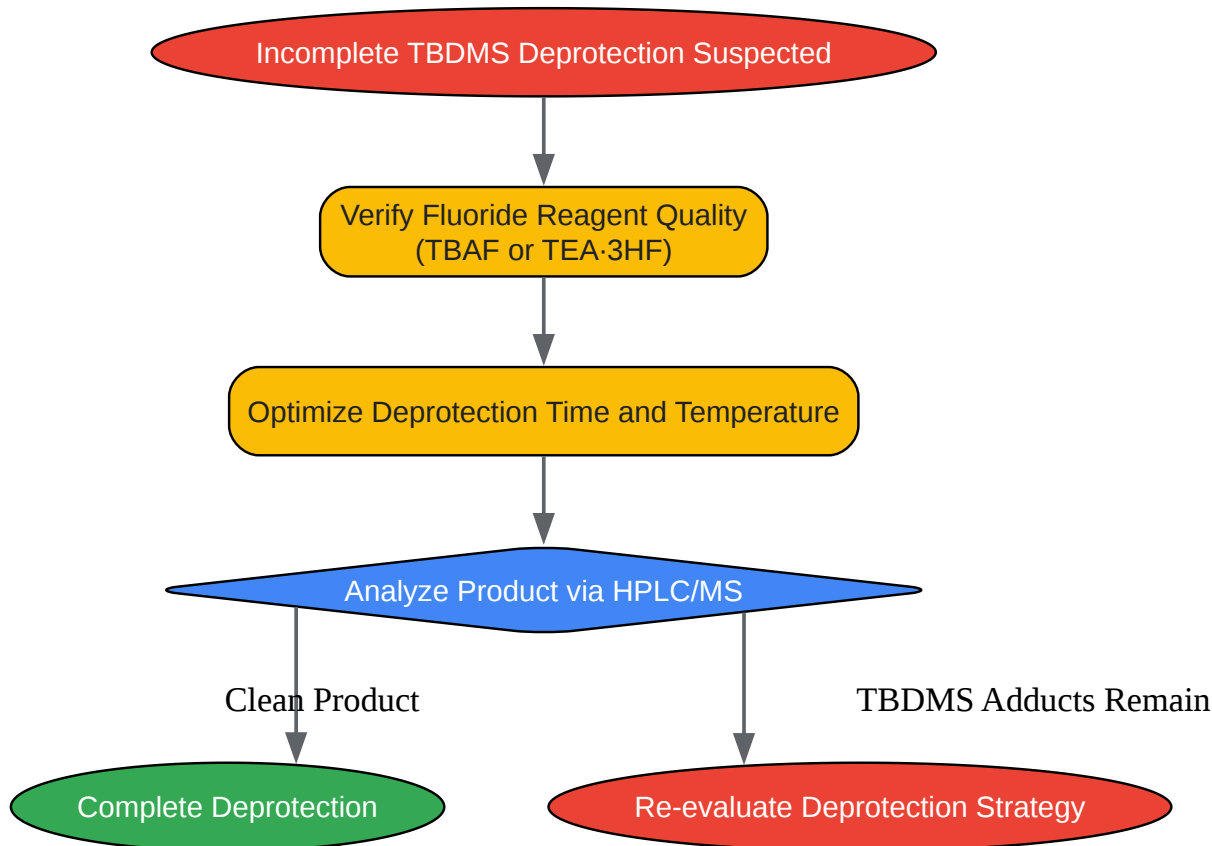 Incomplete TBDMS Deprotection Suspected
Verify Fluoride Reagent Quality
(TBAF or TEA·3HF)
Optimize Deprotection Time and Temperature
Analyze Product via HPLC/MS
Clean Product
TBDMS Adducts Remain
Complete Deprotection
Re-evaluate Deprotection Strategy